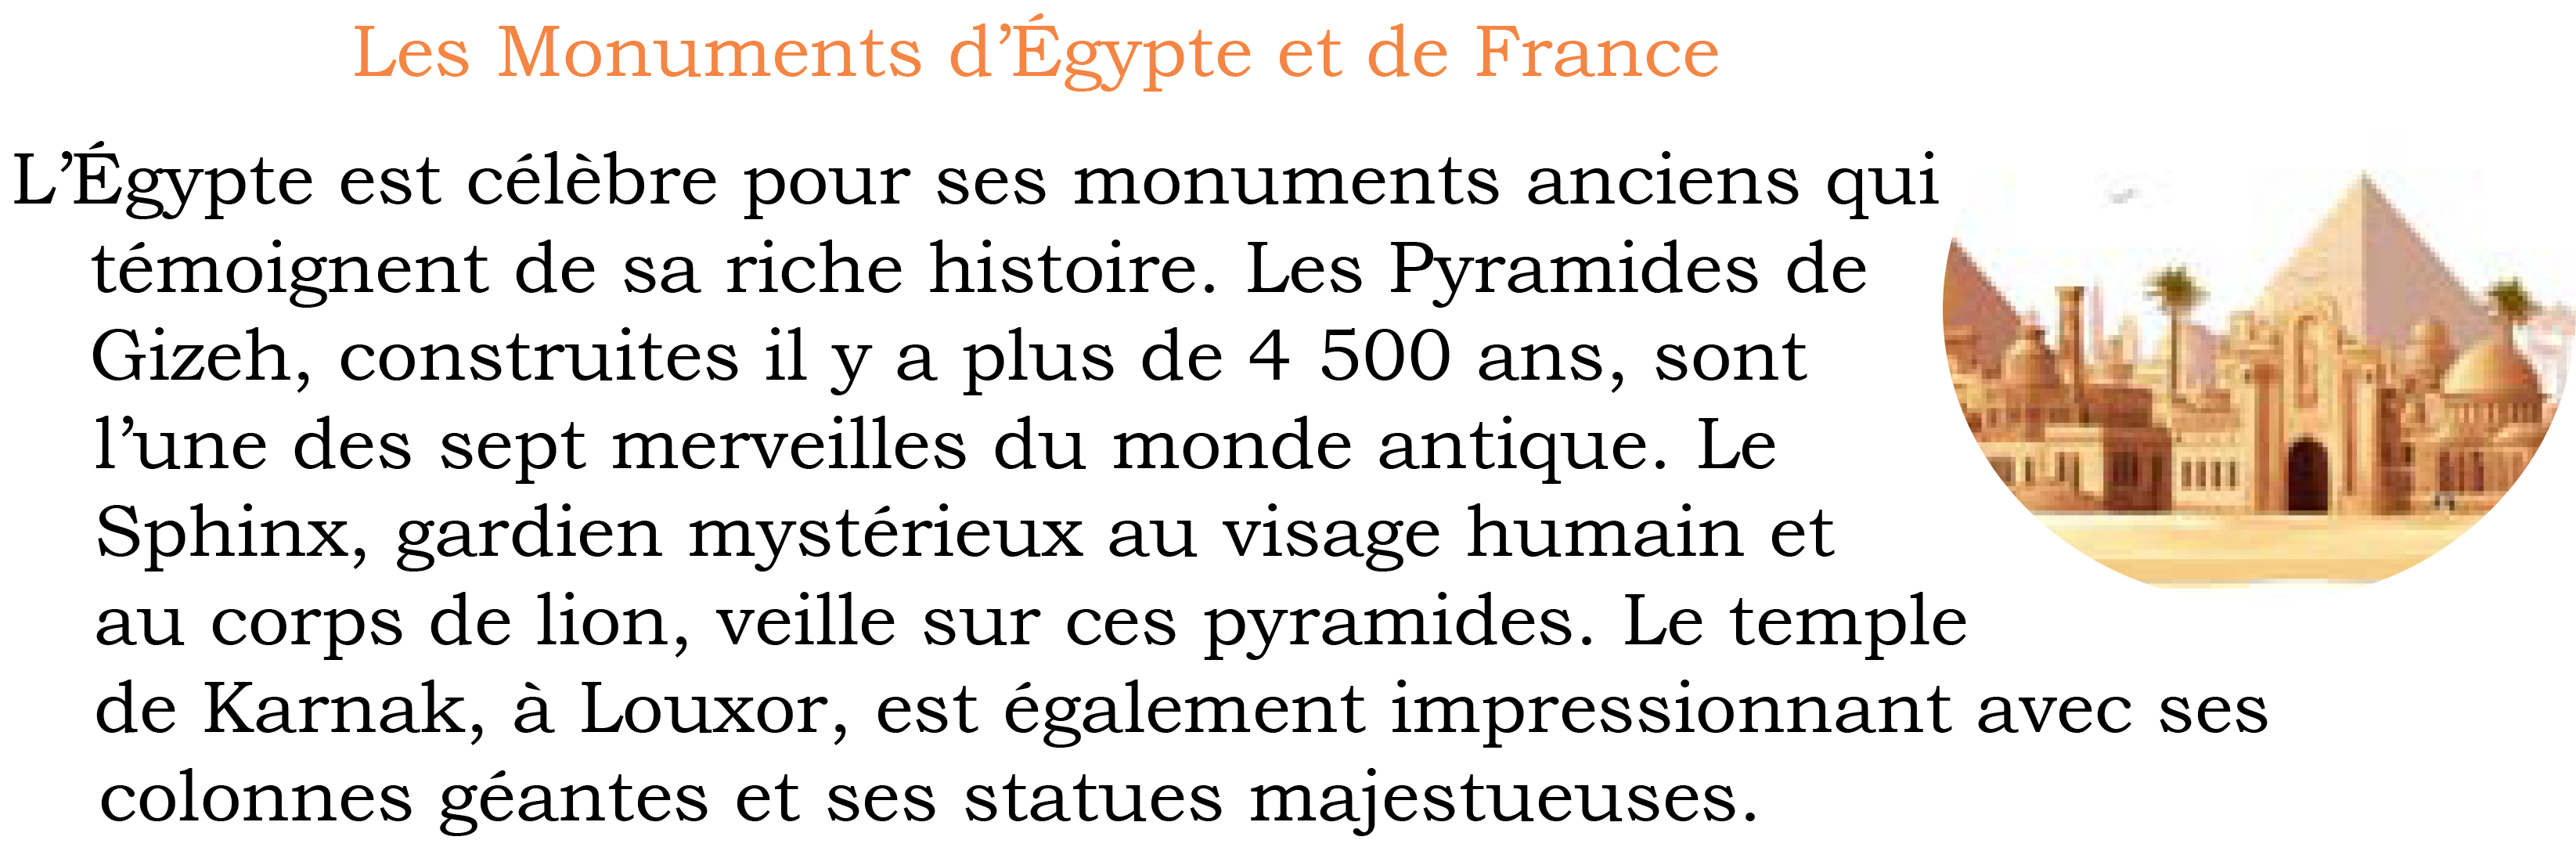 Les Monuments d’Égypte et de France
L’Égypte est célèbre pour ses monuments anciens qui
témoignent de sa riche histoire. Les Pyramides de
Gizeh, construites il y a plus de 4 500 ans, sont
l’une des sept merveilles du monde antique. Le
Sphinx, gardien mystérieux au visage humain et
au corps de lion, veille sur ces pyramides. Le temple
de Karnak, à Louxor, est également impressionnant avec ses
colonnes géantes et ses statues majestueuses.